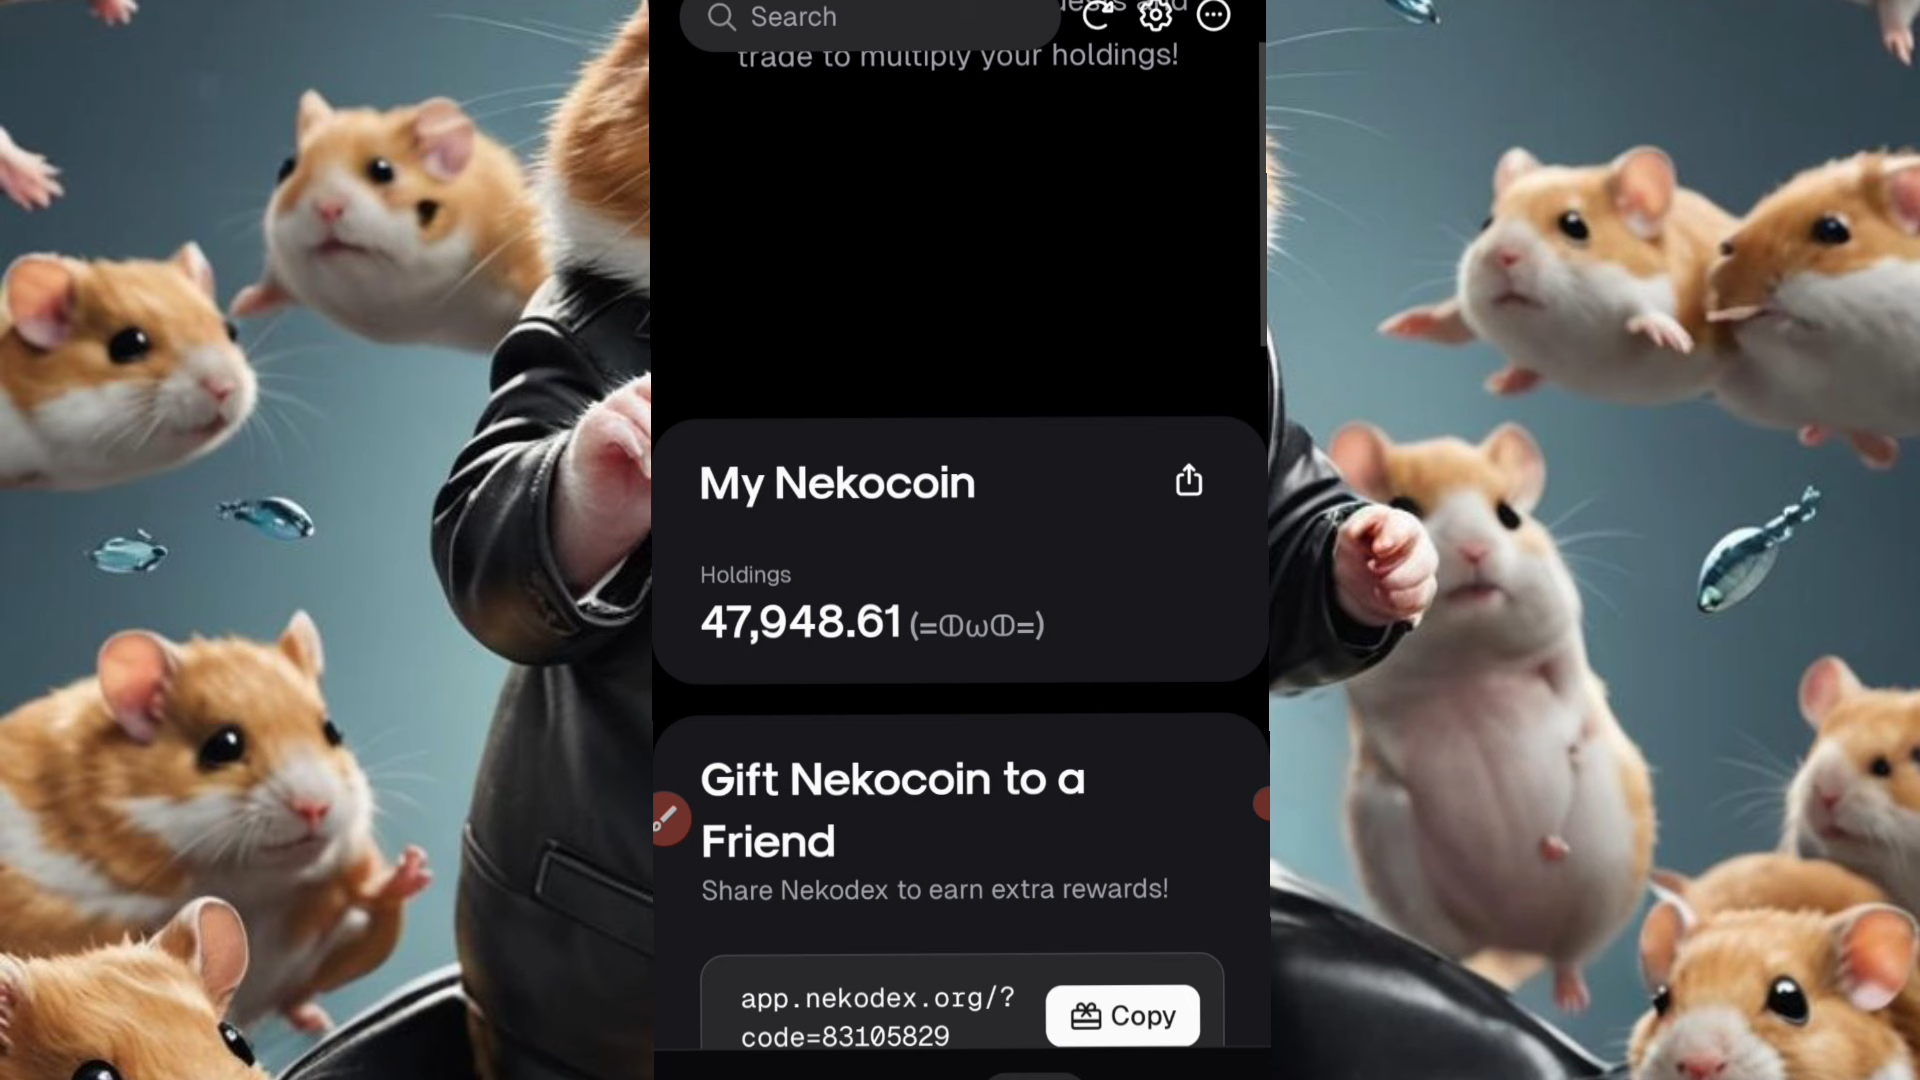 Search
trade to multiply your holdings!
My Nekocoin
Holdings
47,948.61 (=ↀωↀ=)
Gift Nekocoin to a
Friend
Share Nekodex to earn extra rewards!
app.nekodex.org/?
code=83105829
Copy